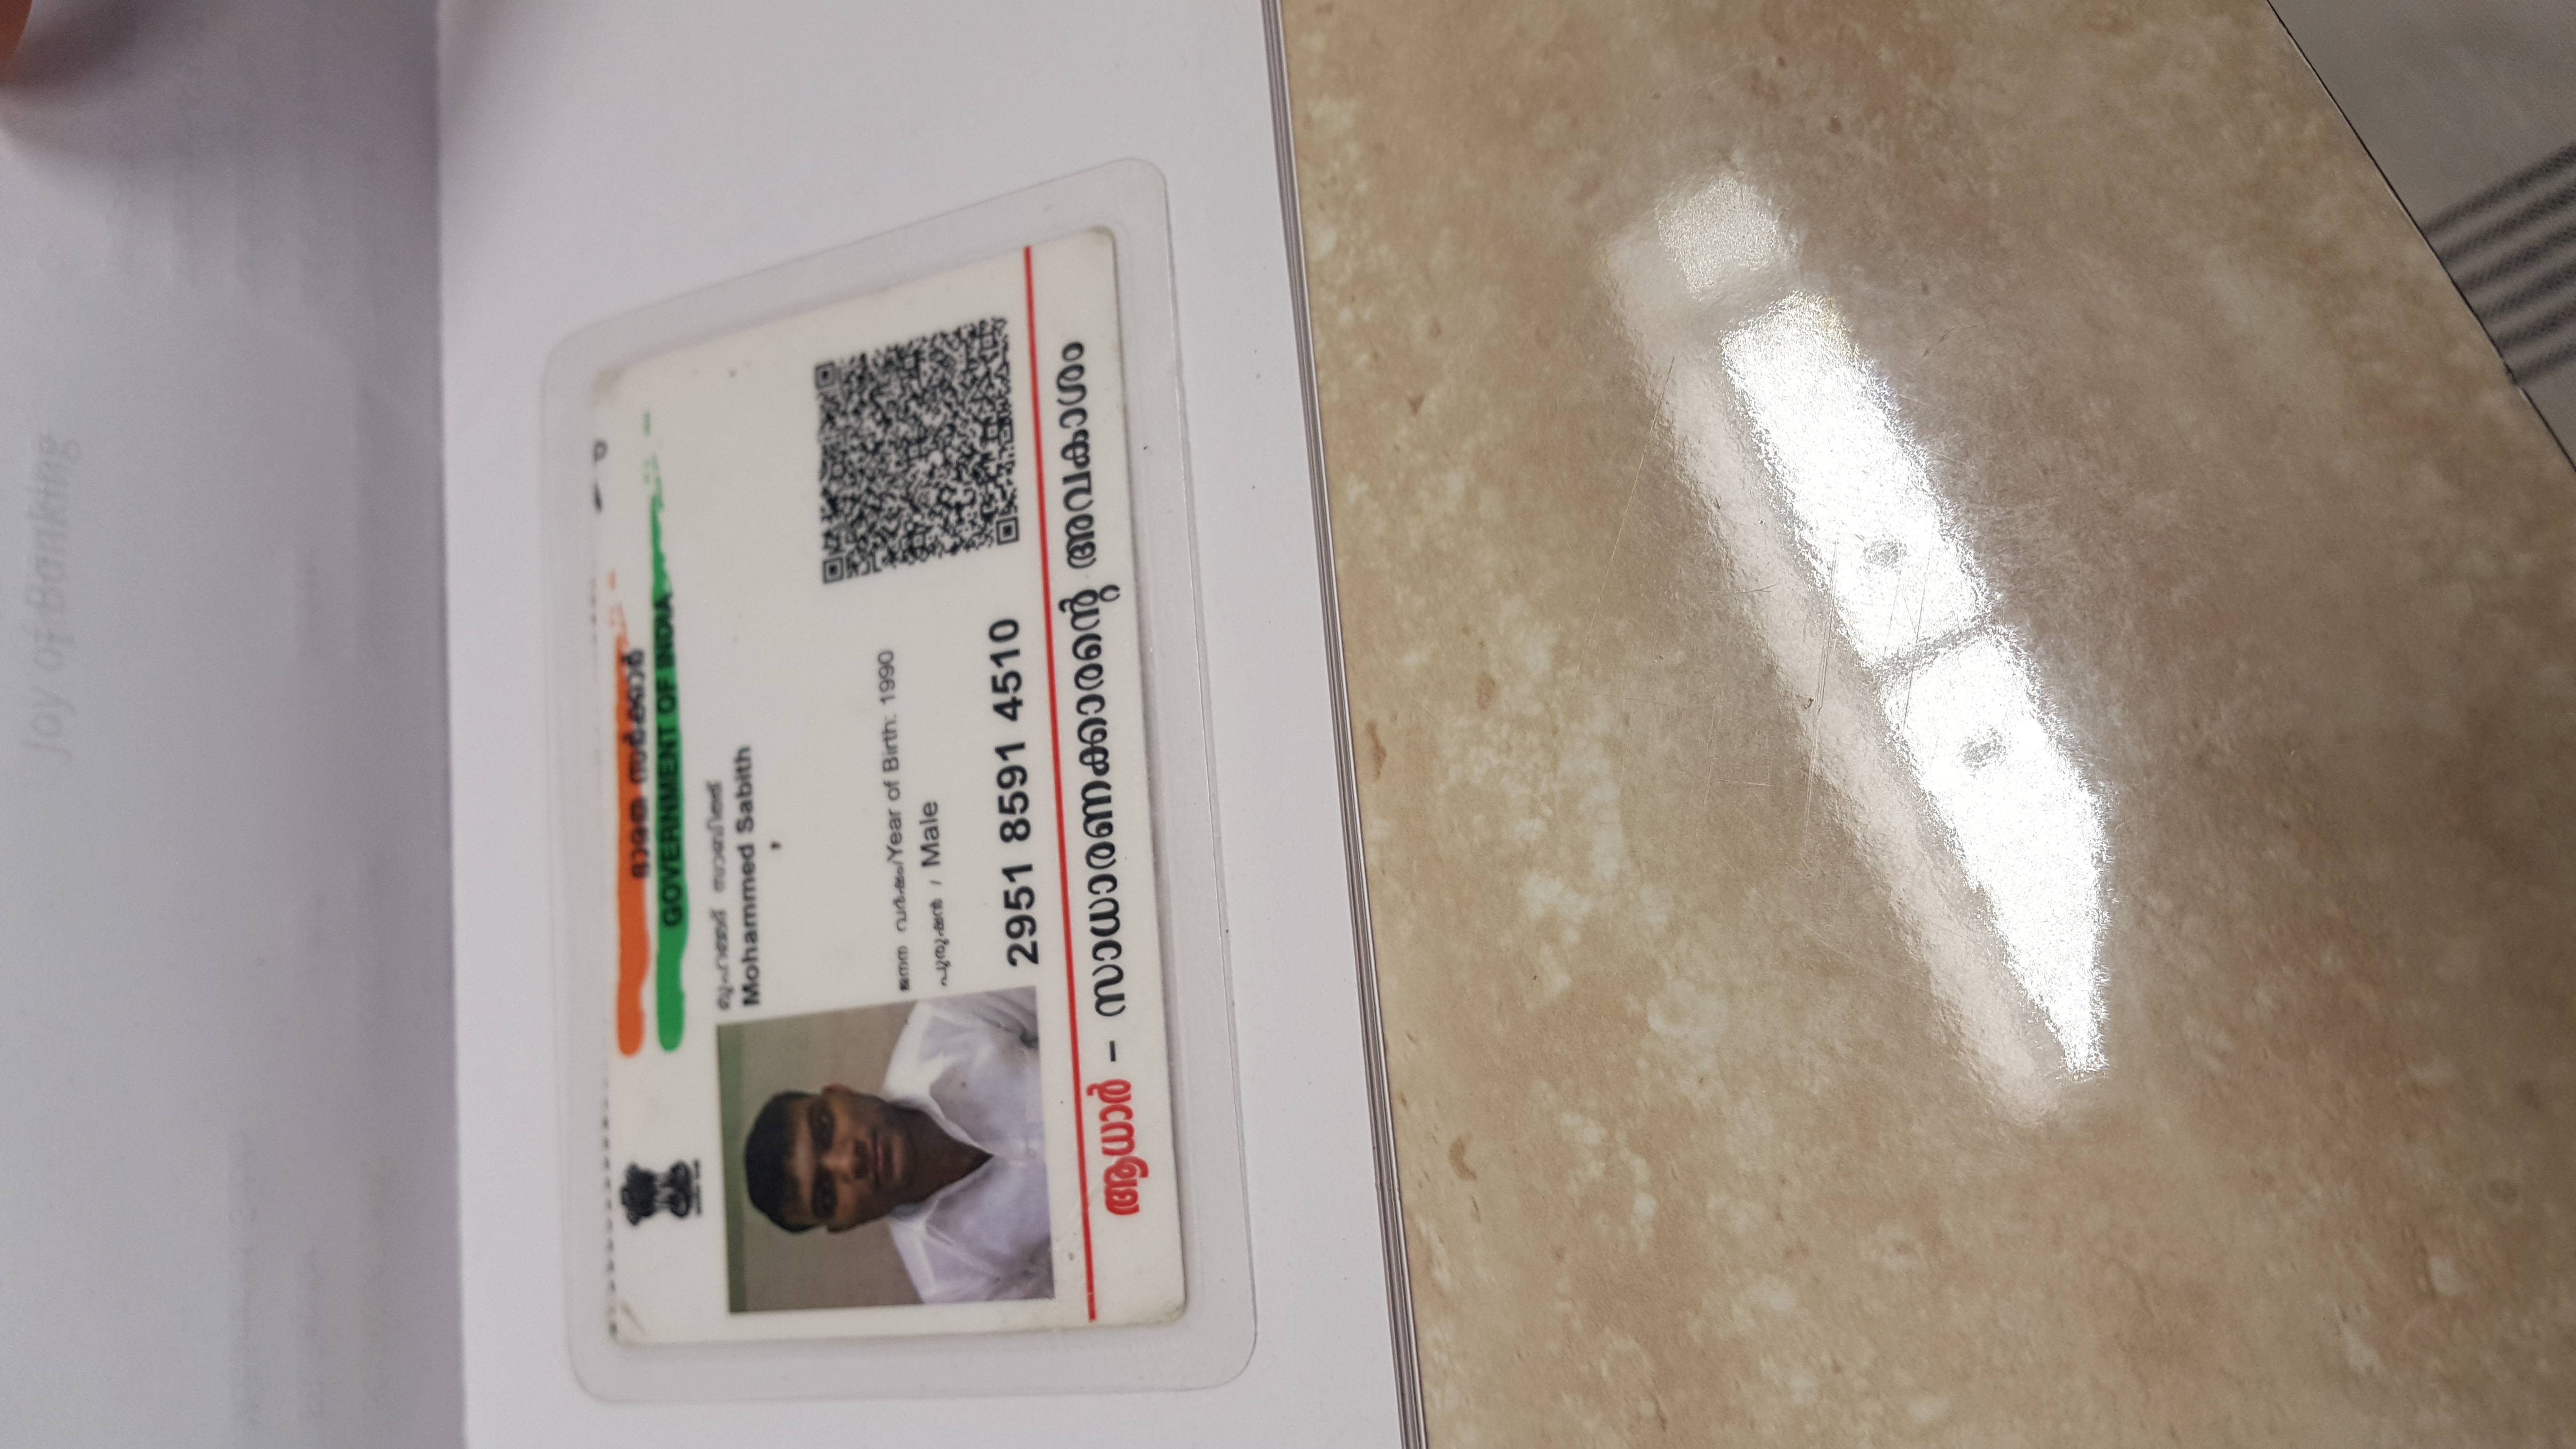 Joy of Banking
ഭാരത സർക്കാർ
GOVERNMENT OF INDIA
മുഹമ്മദ് സാബിത്ത്
Mohammed Sabith
,
ജനന വർഷം/Year of Birth: 1990
പുരുഷൻ / Male
2951 8591 4510
ആധാർ – സാധാരണക്കാരന്റെ അവകാശം